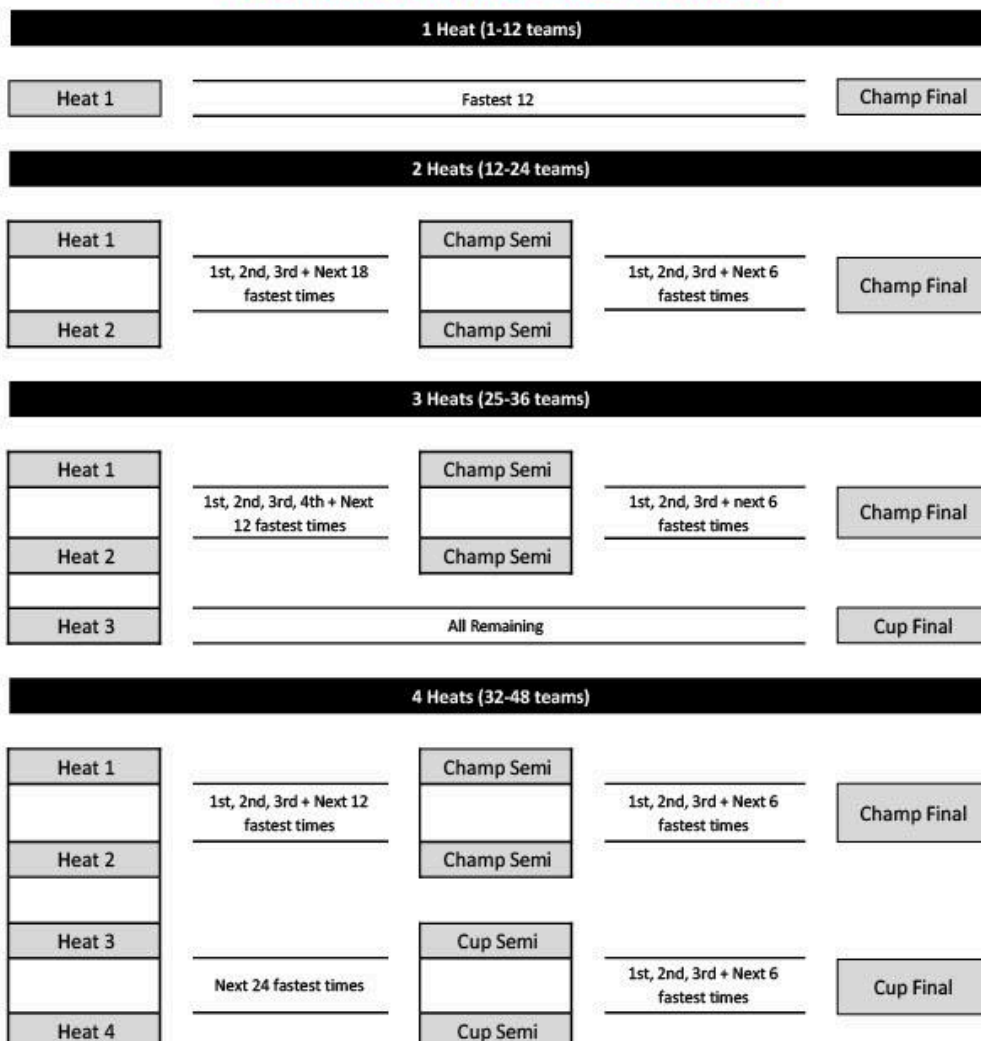 1 Heat (1-12 teams)
Heat 1
Fastest 12
Champ Final
2 Heats (12-24 teams)
Heat 1
Champ Semi
1st, 2nd, 3rd + Next 18
fastest times
1st, 2nd, 3rd + Next 6
fastest times
Champ Final
Heat 2
Champ Semi
3 Heats (25-36 teams)
Heat 1
Champ Semi
1st, 2nd, 3rd, 4th + Next
12 fastest times
1st, 2nd, 3rd + next 6
fastest times
Champ Final
Heat 2
Champ Semi
Heat 3
All Remaining
Cup Final
4 Heats (32-48 teams)
Heat 1
Champ Semi
1st, 2nd, 3rd + Next 12
fastest times
1st, 2nd, 3rd + Next 6
fastest times
Champ Final
Heat 2
Champ Semi
Heat 3
Cup Semi
Next 24 fastest times
1st, 2nd, 3rd + Next 6
fastest times
Cup Final
Heat 4
Cup Semi